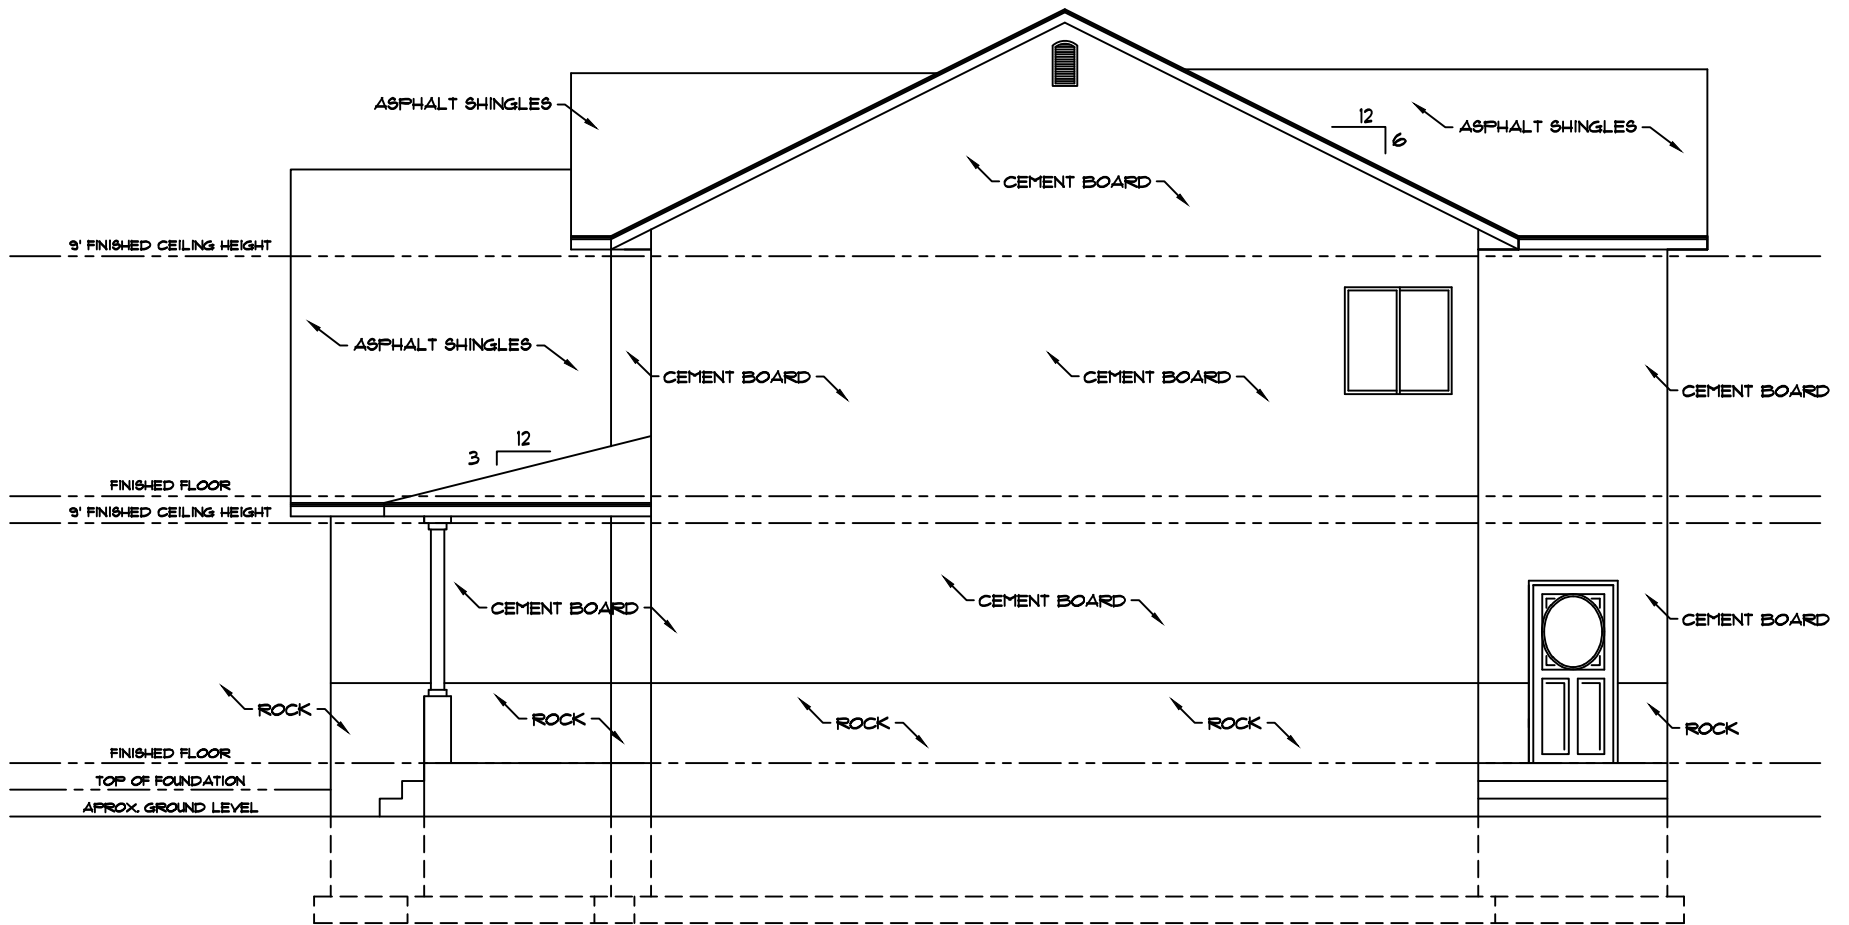 ASPHALT SHINGLES
12
6
ASPHALT SHINGLES
CEMENT BOARD
9' FINISHED CEILING HEIGHT
ASPHALT SHINGLES
CEMENT BOARD
CEMENT BOARD
CEMENT BOARD
12
3
FINISHED FLOOR
9' FINISHED CEILING HEIGHT
CEMENT BOARD
CEMENT BOARD
CEMENT BOARD
ROCK
ROCK
ROCK
ROCK
ROCK
FINISHED FLOOR
TOP OF FOUNDATION
APROX. GROUND LEVEL